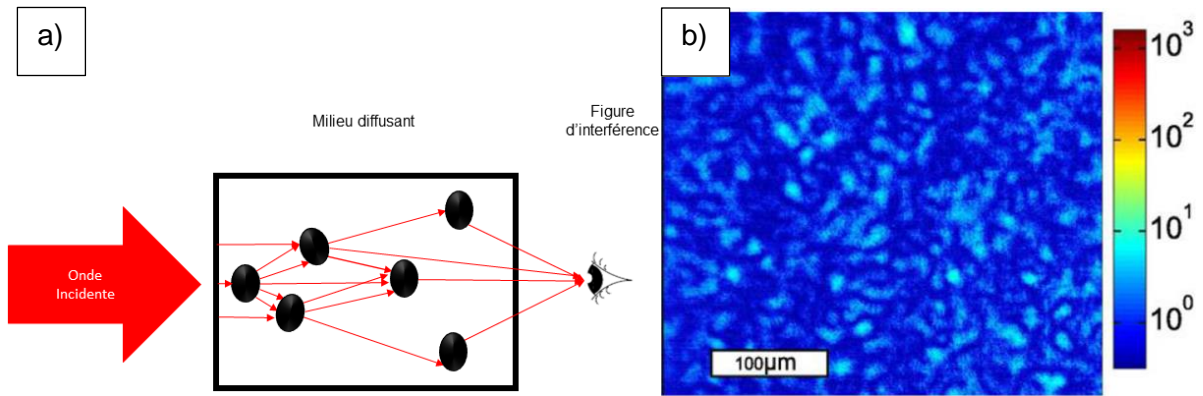 a)
Milieu diffusant
Figure
d'interférence
Onde
Incidente
b)
100µm
10³
10²
10¹
10⁰